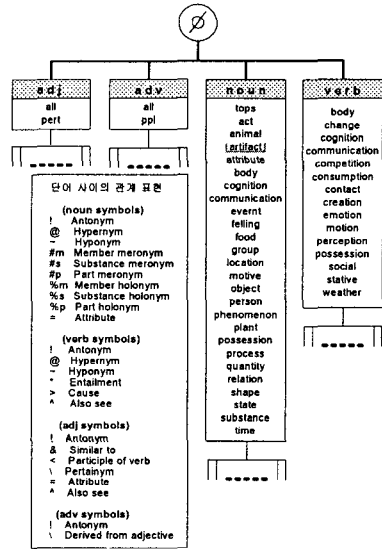 adj
all
pert
adv
all
ppl
noun
tops
act
animal
(artifact)
attribute
body
cognition
communication
evernt
felling
food
group
location
motive
object
person
phenomenon
plant
possession
process
quantity
relation
shape
state
substance
time
verb
body
change
cognition
communication
competition
consumption
contact
creation
emotion
motion
perception
possession
social
stative
weather
단어 사이의 관계 표현
(noun symbols)
! Antonym
@ Hypernym
~ Hyponym
#m Member meronym
#s Substance meronym
#p Part meronym
%m Member holonym
%s Substance holonym
%p Part holonym
= Attribute
(verb symbols)
! Antonym
@ Hypernym
~ Hyponym
* Entailment
> Cause
^ Also see
(adj symbols)
! Antonym
& Similar to
< Participle of verb
\ Pertainym
= Attribute
^ Also see
(adv symbols)
! Antonym
\ Derived from adjective